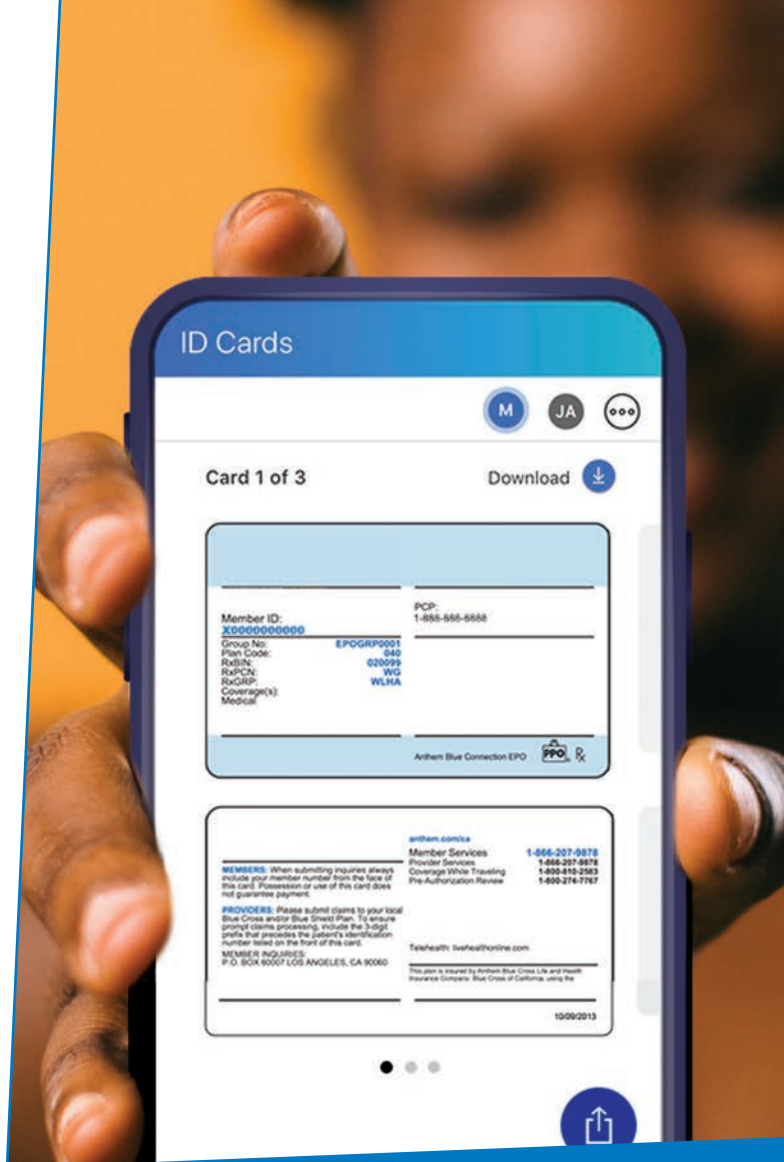 ID Cards
M JA
Card 1 of 3 Download
Member ID:
X0000000000
Group No: EPOGRP0001
Plan Code: 040
RxBIN: 020099
RxPCN: WG
RxGRP: WLHA
Coverage(s):
Medical
PCP:
Anthem Blue Connection EPO PPO Rx
MEMBERS: When submitting inquiries always
include your member number from the face of
this card. Possession or use of this card does
not guarantee payment.
PROVIDERS: Please submit claims to your local
Blue Cross and/or Blue Shield Plan. To ensure
prompt claims processing, include the 3-digit
prefix that precedes the patient's identification
number listed on the front of this card.
MEMBER INQUIRIES:
P.O. BOX 60007 LOS ANGELES, CA 90060
anthem.com/ca
Member Services 1-866-207-9878
Provider Services 1-866-207-9878
Coverage While Traveling 1-800-810-2583
Pre-Authorization Review 1-800-274-7767
Telehealth: livehealthonline.com
This plan is insured by Anthem Blue Cross Life and Health
Insurance Company. Blue Cross of California, using the
10/09/2013